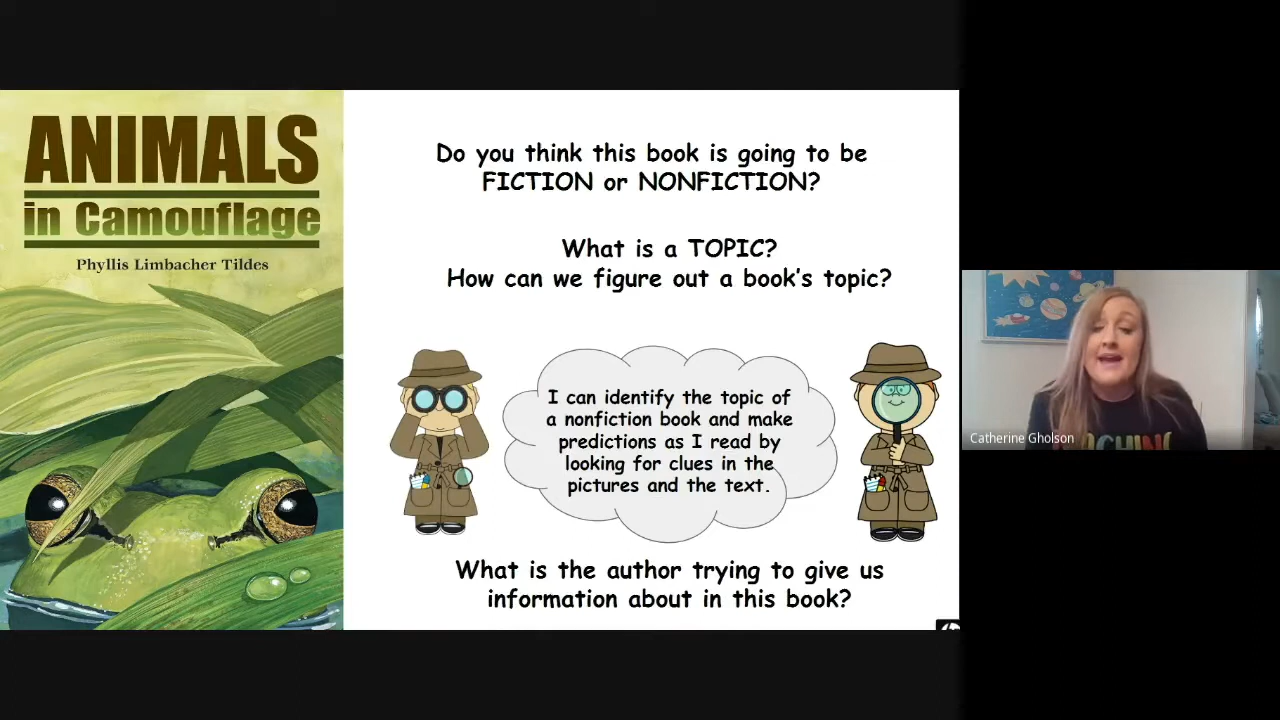 ANIMALS
in Camouflage
Phyllis Limbacher Tildes
Do you think this book is going to be
FICTION or NONFICTION?
What is a TOPIC?
How can we figure out a book's topic?
I can identify the topic of
a nonfiction book and make
predictions as I read by
looking for clues in the
pictures and the text.
What is the author trying to give us
information about in this book?
Catherine Gholson